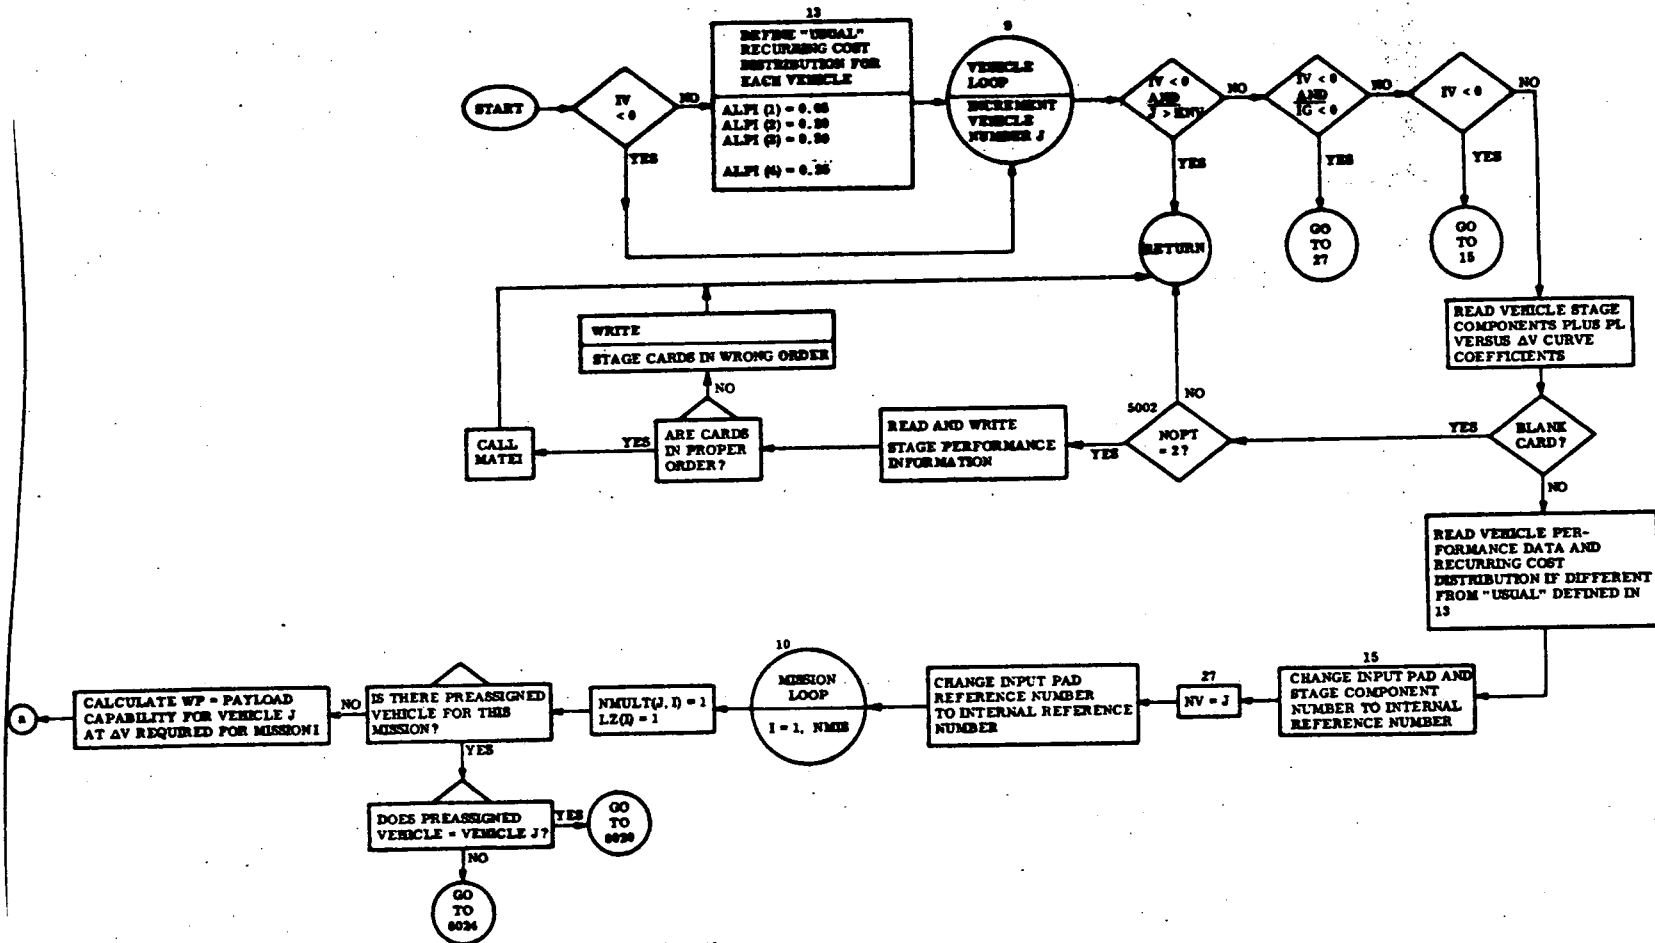 START
IV
< 0
NO
YES
13
DEFINE "USUAL"
RECURRING COST
DISTRIBUTION FOR
EACH VEHICLE
ALPI (1) = 0.05
ALPI (2) = 0.20
ALPI (3) = 0.50
ALPI (4) = 0.25
9
VEHICLE
LOOP
INCREMENT
VEHICLE
NUMBER J
IV < 0
AND
J > KNV
NO
YES
RETURN
IV < 0
AND
IG < 0
NO
YES
GO
TO
27
IV < 0
NO
YES
GO
TO
15
READ VEHICLE STAGE
COMPONENTS PLUS PL
VERSUS ΔV CURVE
COEFFICIENTS
BLANK
CARD?
YES
NO
5002
NOPT
= 2?
NO
YES
READ AND WRITE
STAGE PERFORMANCE
INFORMATION
ARE CARDS
IN PROPER
ORDER?
NO
YES
WRITE
STAGE CARDS IN WRONG ORDER
CALL
MATEI
READ VEHICLE PER-
FORMANCE DATA AND
RECURRING COST
DISTRIBUTION IF DIFFERENT
FROM "USUAL" DEFINED IN
13
15
CHANGE INPUT PAD AND
STAGE COMPONENT
NUMBER TO INTERNAL
REFERENCE NUMBER
27
NV = J
CHANGE INPUT PAD
REFERENCE NUMBER
TO INTERNAL REFERENCE
NUMBER
10
MISSION
LOOP
I = 1, NMIS
NMULT(J, I) = 1
LZ(I) = 1
IS THERE PREASSIGNED
VEHICLE FOR THIS
MISSION?
NO
YES
CALCULATE WP = PAYLOAD
CAPABILITY FOR VEHICLE J
AT ΔV REQUIRED FOR MISSION I
a
DOES PREASSIGNED
VEHICLE = VEHICLE J?
YES
NO
GO
TO
GO
TO